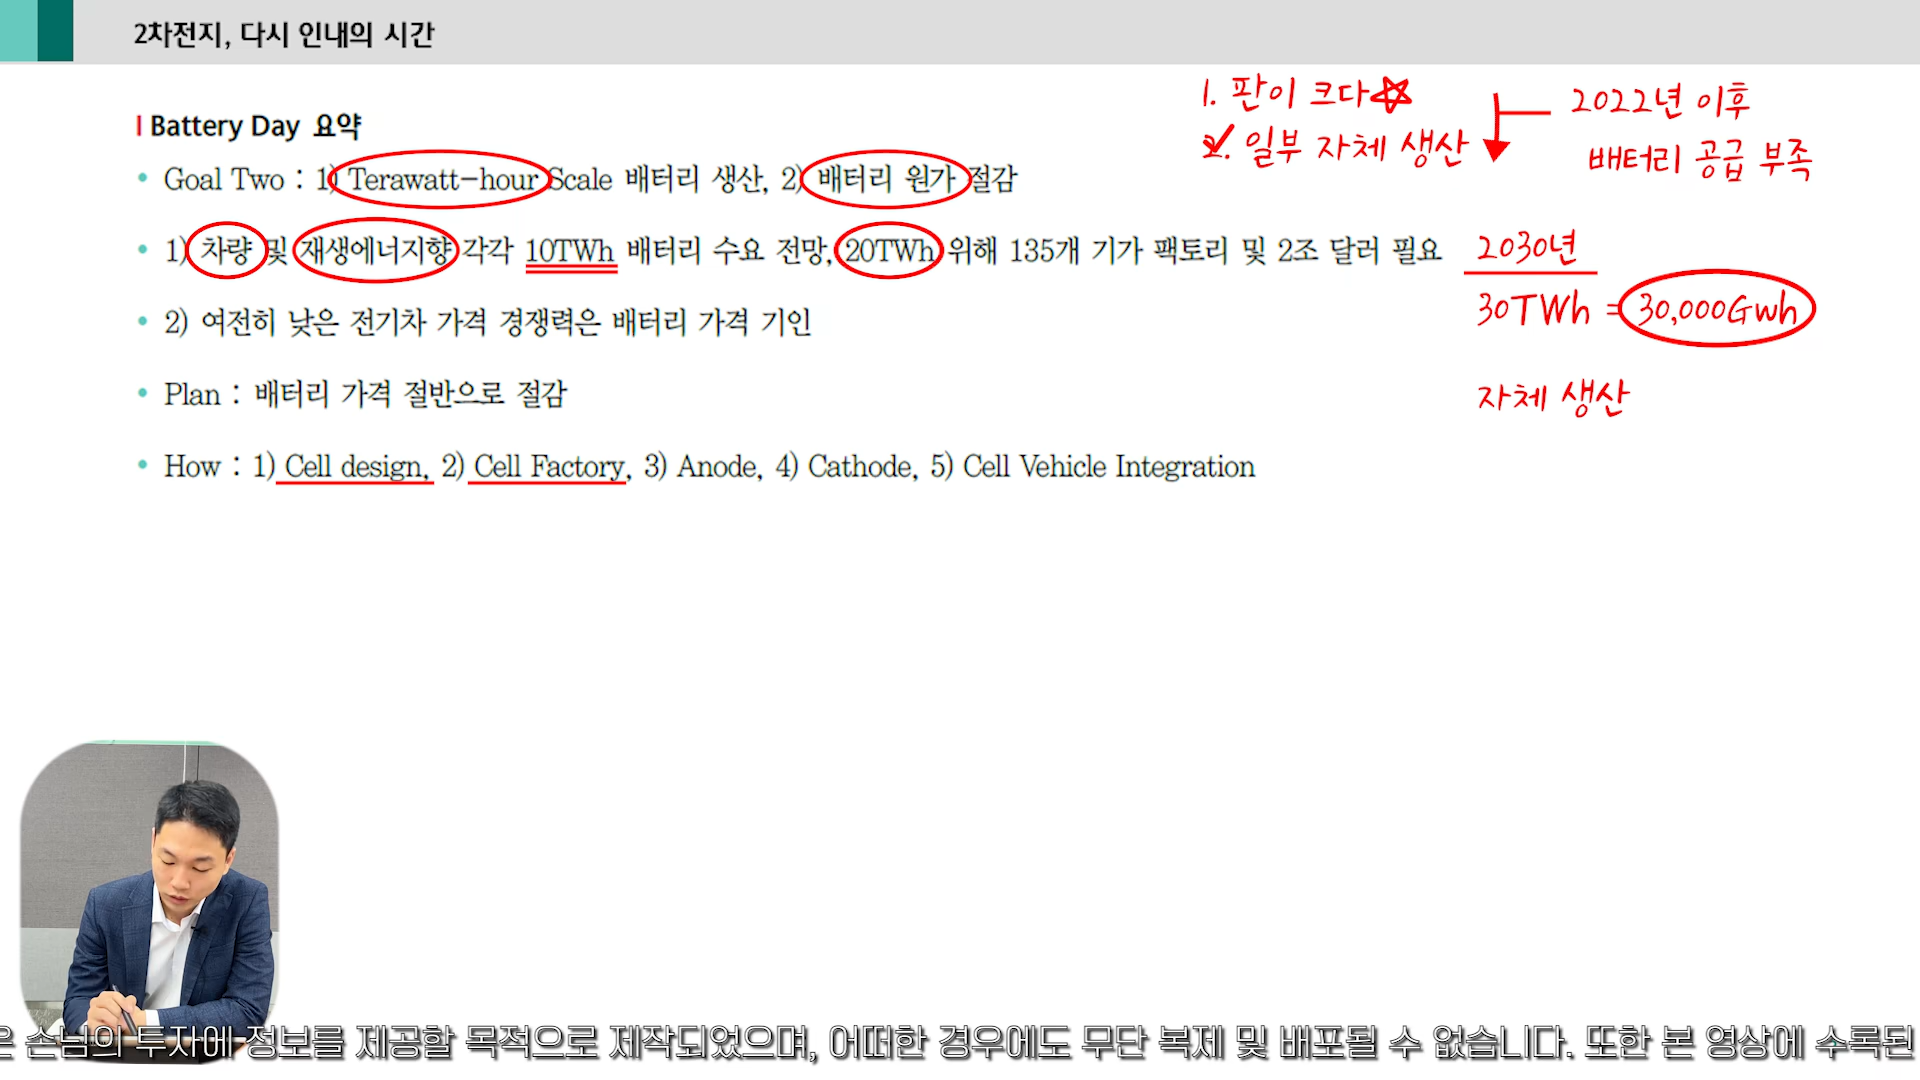 2차전지, 다시 인내의 시간
1. 판이 크다
2. 일부 자체 생산
2022년 이후
배터리 공급 부족
Battery Day 요약
• Goal Two : 1) Terawatt-hour Scale 배터리 생산, 2) 배터리 원가 절감
• 1) 차량 및 재생에너지향 각각 10TWh 배터리 수요 전망, 20TWh 위해 135개 기가 팩토리 및 2조 달러 필요
2030년
30TWh = 30,000Gwh
• 2) 여전히 낮은 전기차 가격 경쟁력은 배터리 가격 기인
• Plan : 배터리 가격 절반으로 절감
자체 생산
• How : 1) Cell design, 2) Cell Factory, 3) Anode, 4) Cathode, 5) Cell Vehicle Integration
은 손님의 투자에 정보를 제공할 목적으로 제작되었으며, 어떠한 경우에도 무단 복제 및 배포될 수 없습니다. 또한 본 영상에 수록된